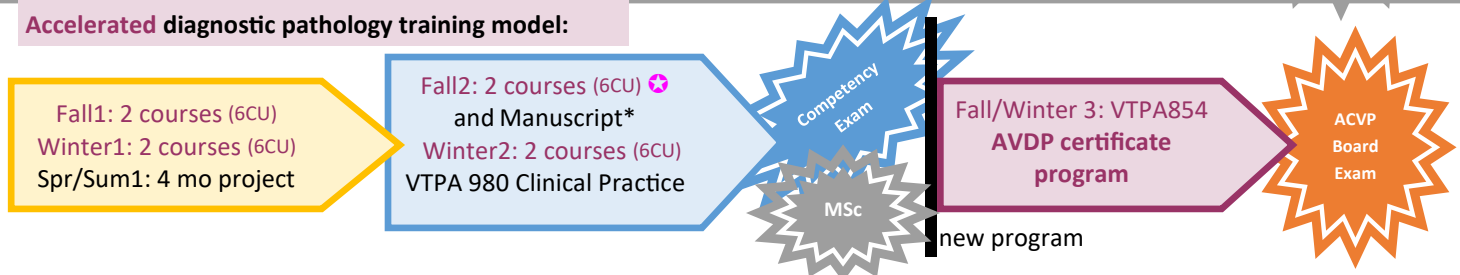 Accelerated diagnostic pathology training model:
Fall1: 2 courses (6CU)
Winter1: 2 courses (6CU)
Spr/Sum1: 4 mo project
Fall2: 2 courses (6CU) ✪
and Manuscript*
Winter2: 2 courses (6CU)
VTPA 980 Clinical Practice
Competency
Exam
MSc
Fall/Winter 3: VTPA854
AVDP certificate
program
new program
ACVP
Board
Exam